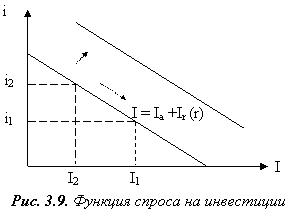 i
i₂
i₁
I = Iₐ +Iᵣ (r)
I₂ I₁ I
Рис. 3.9. Функция спроса на инвестиции